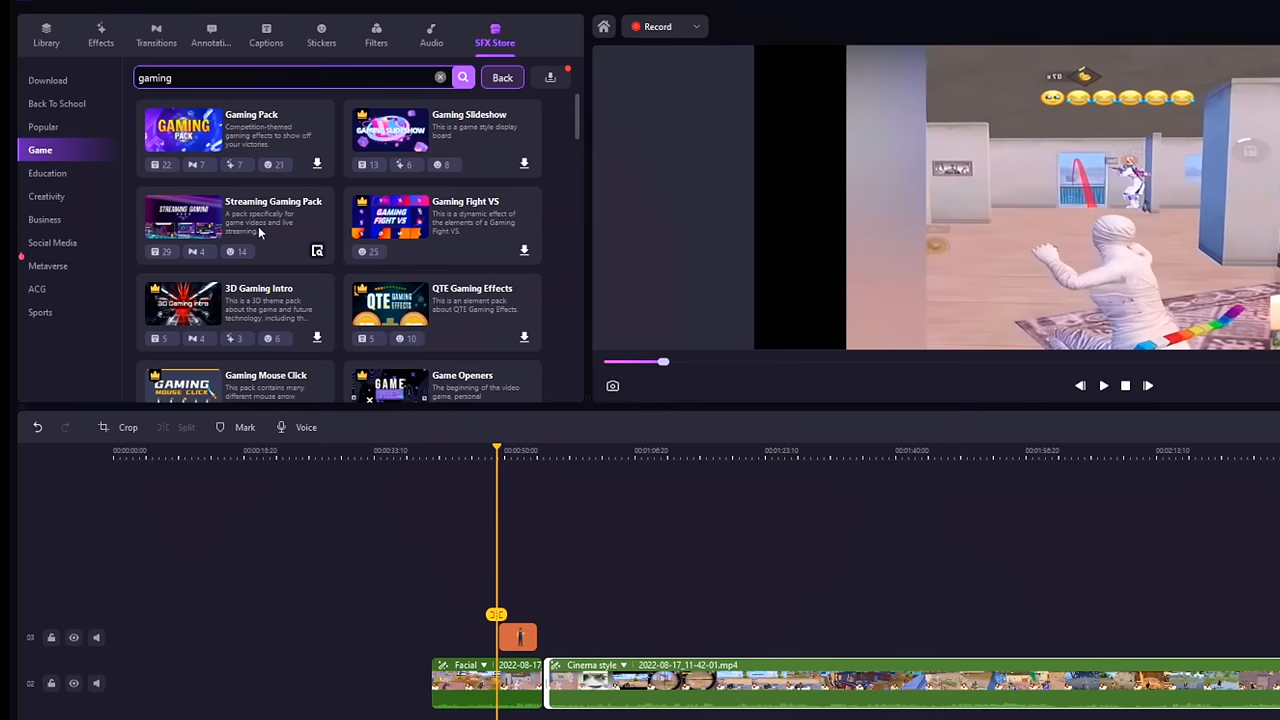 Library
Effects
Transitions
Annotati...
Captions
Stickers
Filters
Audio
SFX Store
Record
gaming
Back
Download
Back To School
Popular
Game
Education
Creativity
Business
Social Media
Metaverse
ACG
Sports
GAMING PACK
Gaming Pack
Competition-themed
gaming effects to show off
your victories.
22 7 7 21
GAMING SLIDESHOW
Gaming Slideshow
This is a game style display
board
13 6 8
STREAMING GAMING
Streaming Gaming Pack
A pack specifically for
game videos and live
streaming.
29 4 14
GAMING FIGHT VS
Gaming Fight VS
This is a dynamic effect
of the elements of a Gaming
Fight VS.
25
3D Gaming Intro
3D Gaming Intro
This is a 3D theme pack
about the game and future
technology, including th...
5 4 3 6
QTE GAMING EFFECTS
QTE Gaming Effects
This is an element pack
about QTE Gaming Effects.
5 10
GAMING
MOUSE CLICK
Gaming Mouse Click
This pack contains many
different mouse arrow
GAME
Game Openers
The beginning of the video
game, personal
Crop
Split
Mark
Voice
00:00:00:00
00:00:16:20
00:00:33:10
00:00:50:00
00:01:06:20
00:01:23:10
00:01:40:00
00:01:56:20
00:02:13:10
03
02
Facial
2022-08-17
Cinema style
2022-08-17_11-42-01.mp4